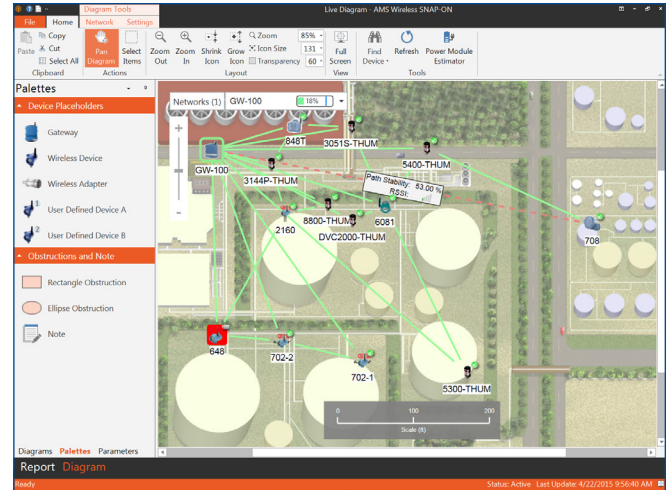 Diagram Tools
Live Diagram - AMS Wireless SNAP-ON
File Home Network Settings
Paste
Copy
Cut
Select All
Clipboard
Pan Diagram
Select Items
Actions
Zoom Out
Zoom In
Shrink Icon
Grow Icon
Zoom 85%
Icon Size 131
Transparency 60
Layout
Full Screen
View
Find Device
Refresh
Power Module Estimator
Tools
Palettes
Device Placeholders
Gateway
Wireless Device
Wireless Adapter
User Defined Device A
User Defined Device B
Obstructions and Note
Rectangle Obstruction
Ellipse Obstruction
Note
Diagrams Palettes Parameters
Networks (1) GW-100 18%
848T
3051S-THUM
GW-100
5400-THUM
3144P-THUM
Path Stability: 53.00 %
RSSI:
8800-THUM
6081
2160
DVC2000-THUM
708
648
702-2
702-1
5300-THUM
0 100 200
Scale (ft)
Report Diagram
Ready
Status: Active Last Update: 4/22/2015 9:56:40 AM